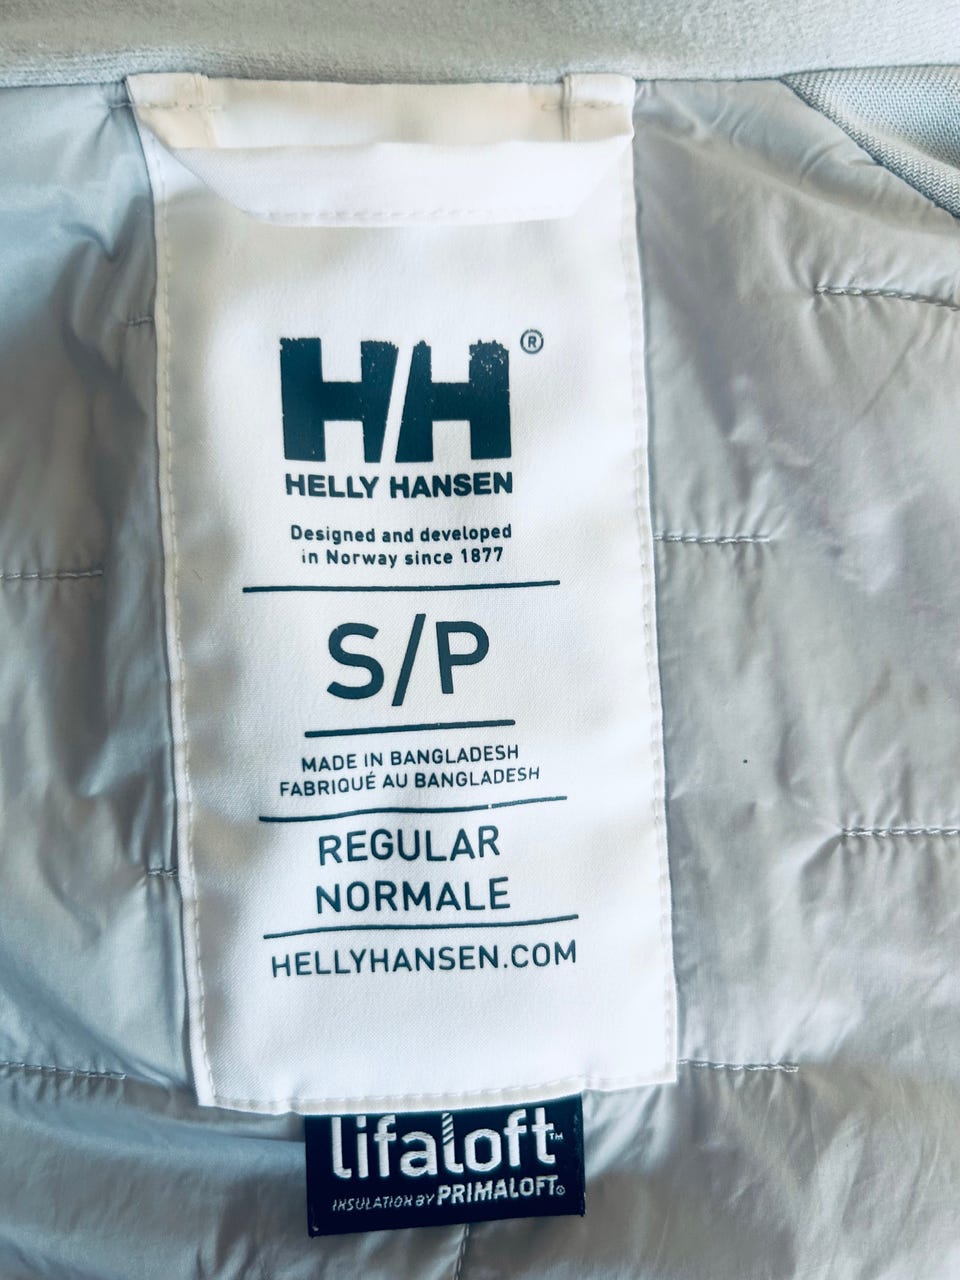 HH®
HELLY HANSEN
Designed and developed
in Norway since 1877
S/P
MADE IN BANGLADESH
FABRIQUÉ AU BANGLADESH
REGULAR
NORMALE
HELLYHANSEN.COM
lifaloft™
INSULATION BY PRIMALOFT®